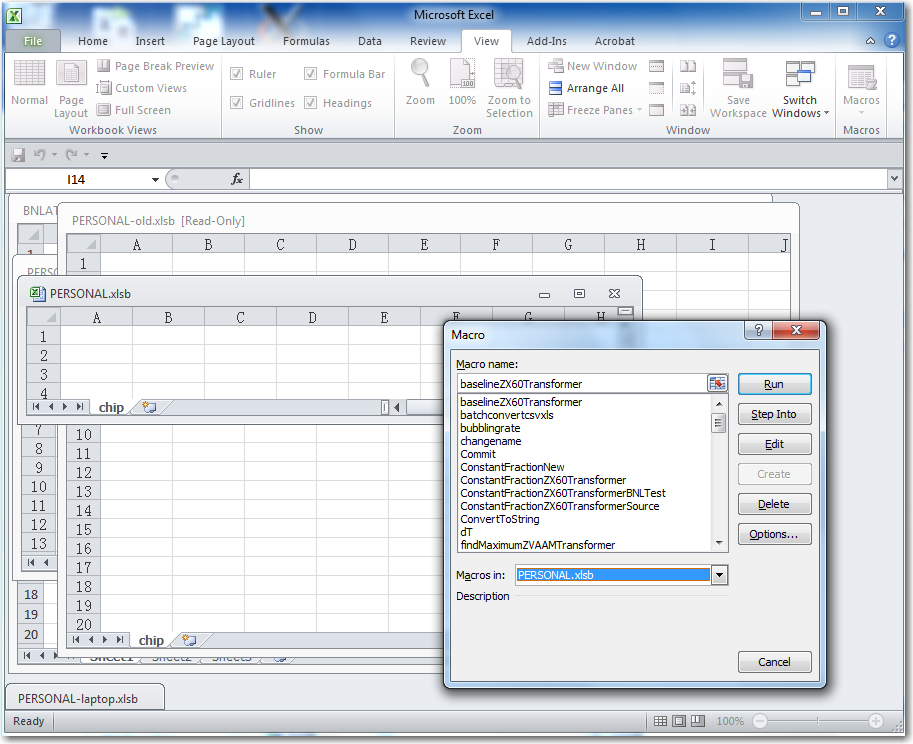 Microsoft Excel
File Home Insert Page Layout Formulas Data Review View Add-Ins Acrobat
Normal Page Layout Page Break Preview Custom Views Full Screen
Ruler Formula Bar Gridlines Headings
Zoom 100% Zoom to Selection
New Window Arrange All Freeze Panes Save Workspace Switch Windows
Macros
Workbook Views Show Zoom Window Macros
I14 fx
BNLAT
PERSONAL-old.xlsb [Read-Only]
A B C D E F G H I J
1
1
PERSO
PERSONAL.xlsb
A B C D E F G H
1
2
3
4
chip
Macro
Macro name:
baselineZX60Transformer
baselineZX60Transformer
batchconvertcsvxls
bubblingrate
changename
Commit
ConstantFractionNew
ConstantFractionZX60Transformer
ConstantFractionZX60TransformerBNLTest
ConstantFractionZX60TransformerSource
ConvertToString
dT
findMaximumZVAAMTransformer
Run
Step Into
Edit
Create
Delete
Options...
Macros in: PERSONAL.xlsb
Description
Cancel
7
8
9
10
11
12
13
10
11
12
13
14
15
16
17
18
19
20
chip
18
19
20
Sheet1 Sheet2 Sheet3
PERSONAL-laptop.xlsb
Ready 100%